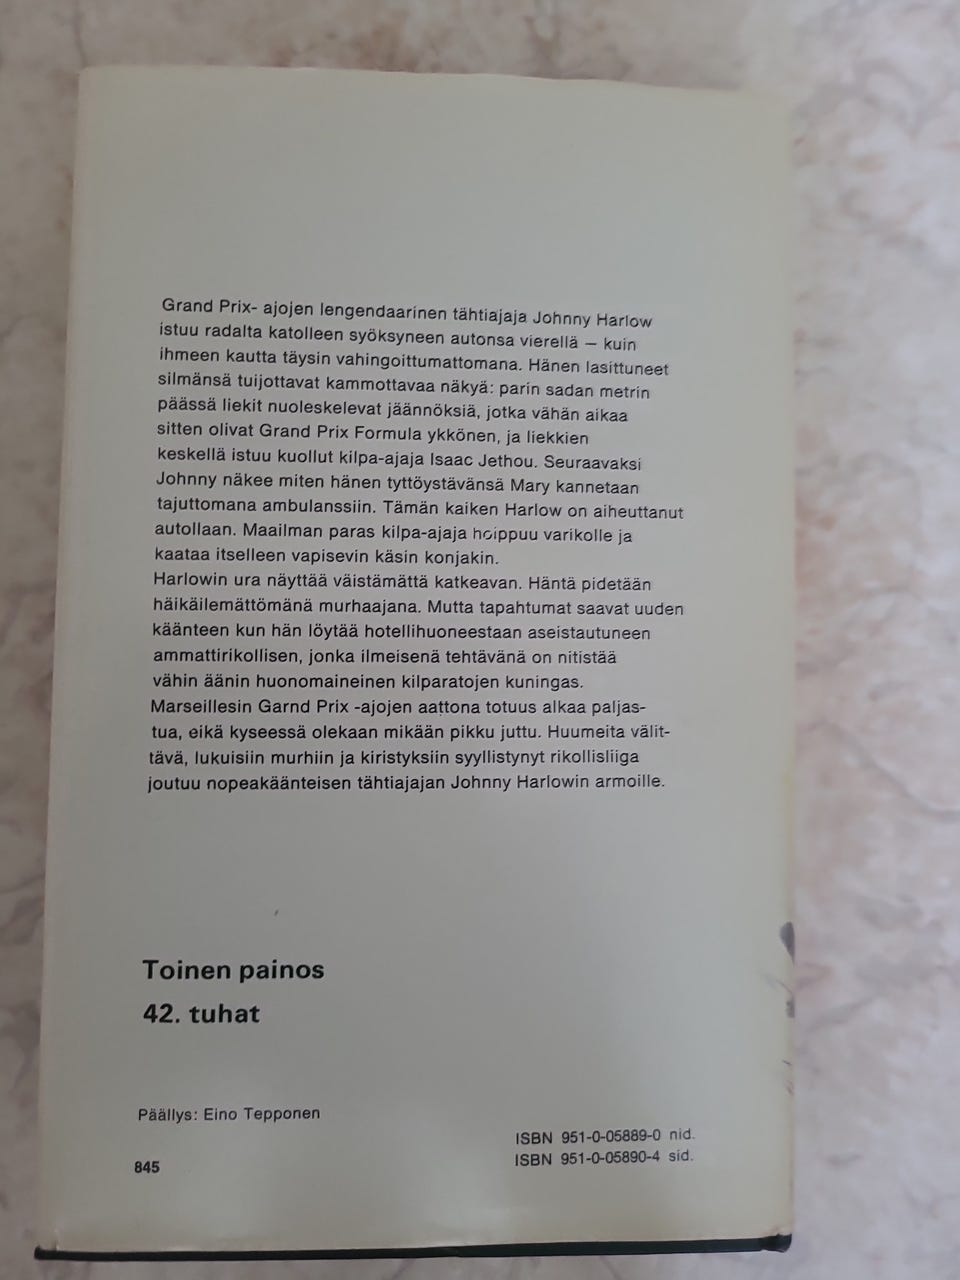 Grand Prix- ajojen lengendaarinen tähtiajaja Johnny Harlow
istuu radalta katolleen syöksyneen autonsa vierellä – kuin
ihmeen kautta täysin vahingoittumattomana. Hänen lasittuneet
silmänsä tuijottavat kammottavaa näkyä: parin sadan metrin
päässä liekit nuoleskelevat jäännöksiä, jotka vähän aikaa
sitten olivat Grand Prix Formula ykkönen, ja liekkien
keskellä istuu kuollut kilpa-ajaja Isaac Jethou. Seuraavaksi
Johnny näkee miten hänen tyttöystävänsä Mary kannetaan
tajuttomana ambulanssiin. Tämän kaiken Harlow on aiheuttanut
autollaan. Maailman paras kilpa-ajaja hoippuu varikolle ja
kaataa itselleen vapisevin käsin konjakin.
Harlowin ura näyttää väistämättä katkeavan. Häntä pidetään
häikäilemättömänä murhaajana. Mutta tapahtumat saavat uuden
käänteen kun hän löytää hotellihuoneestaan aseistautuneen
ammattirikollisen, jonka ilmeisenä tehtävänä on nitistää
vähin äänin huonomaineinen kilparatojen kuningas.
Marseillesin Garnd Prix -ajojen aattona totuus alkaa paljas-
tua, eikä kyseessä olekaan mikään pikku juttu. Huumeita välit-
tävä, lukuisiin murhiin ja kiristyksiin syyllistynyt rikollisliiga
joutuu nopeakäänteisen tähtiajajan Johnny Harlowin armoille.
Toinen painos
42. tuhat
Päällys: Eino Tepponen
ISBN 951-0-05889-0 nid.
ISBN 951-0-05890-4 sid.
845